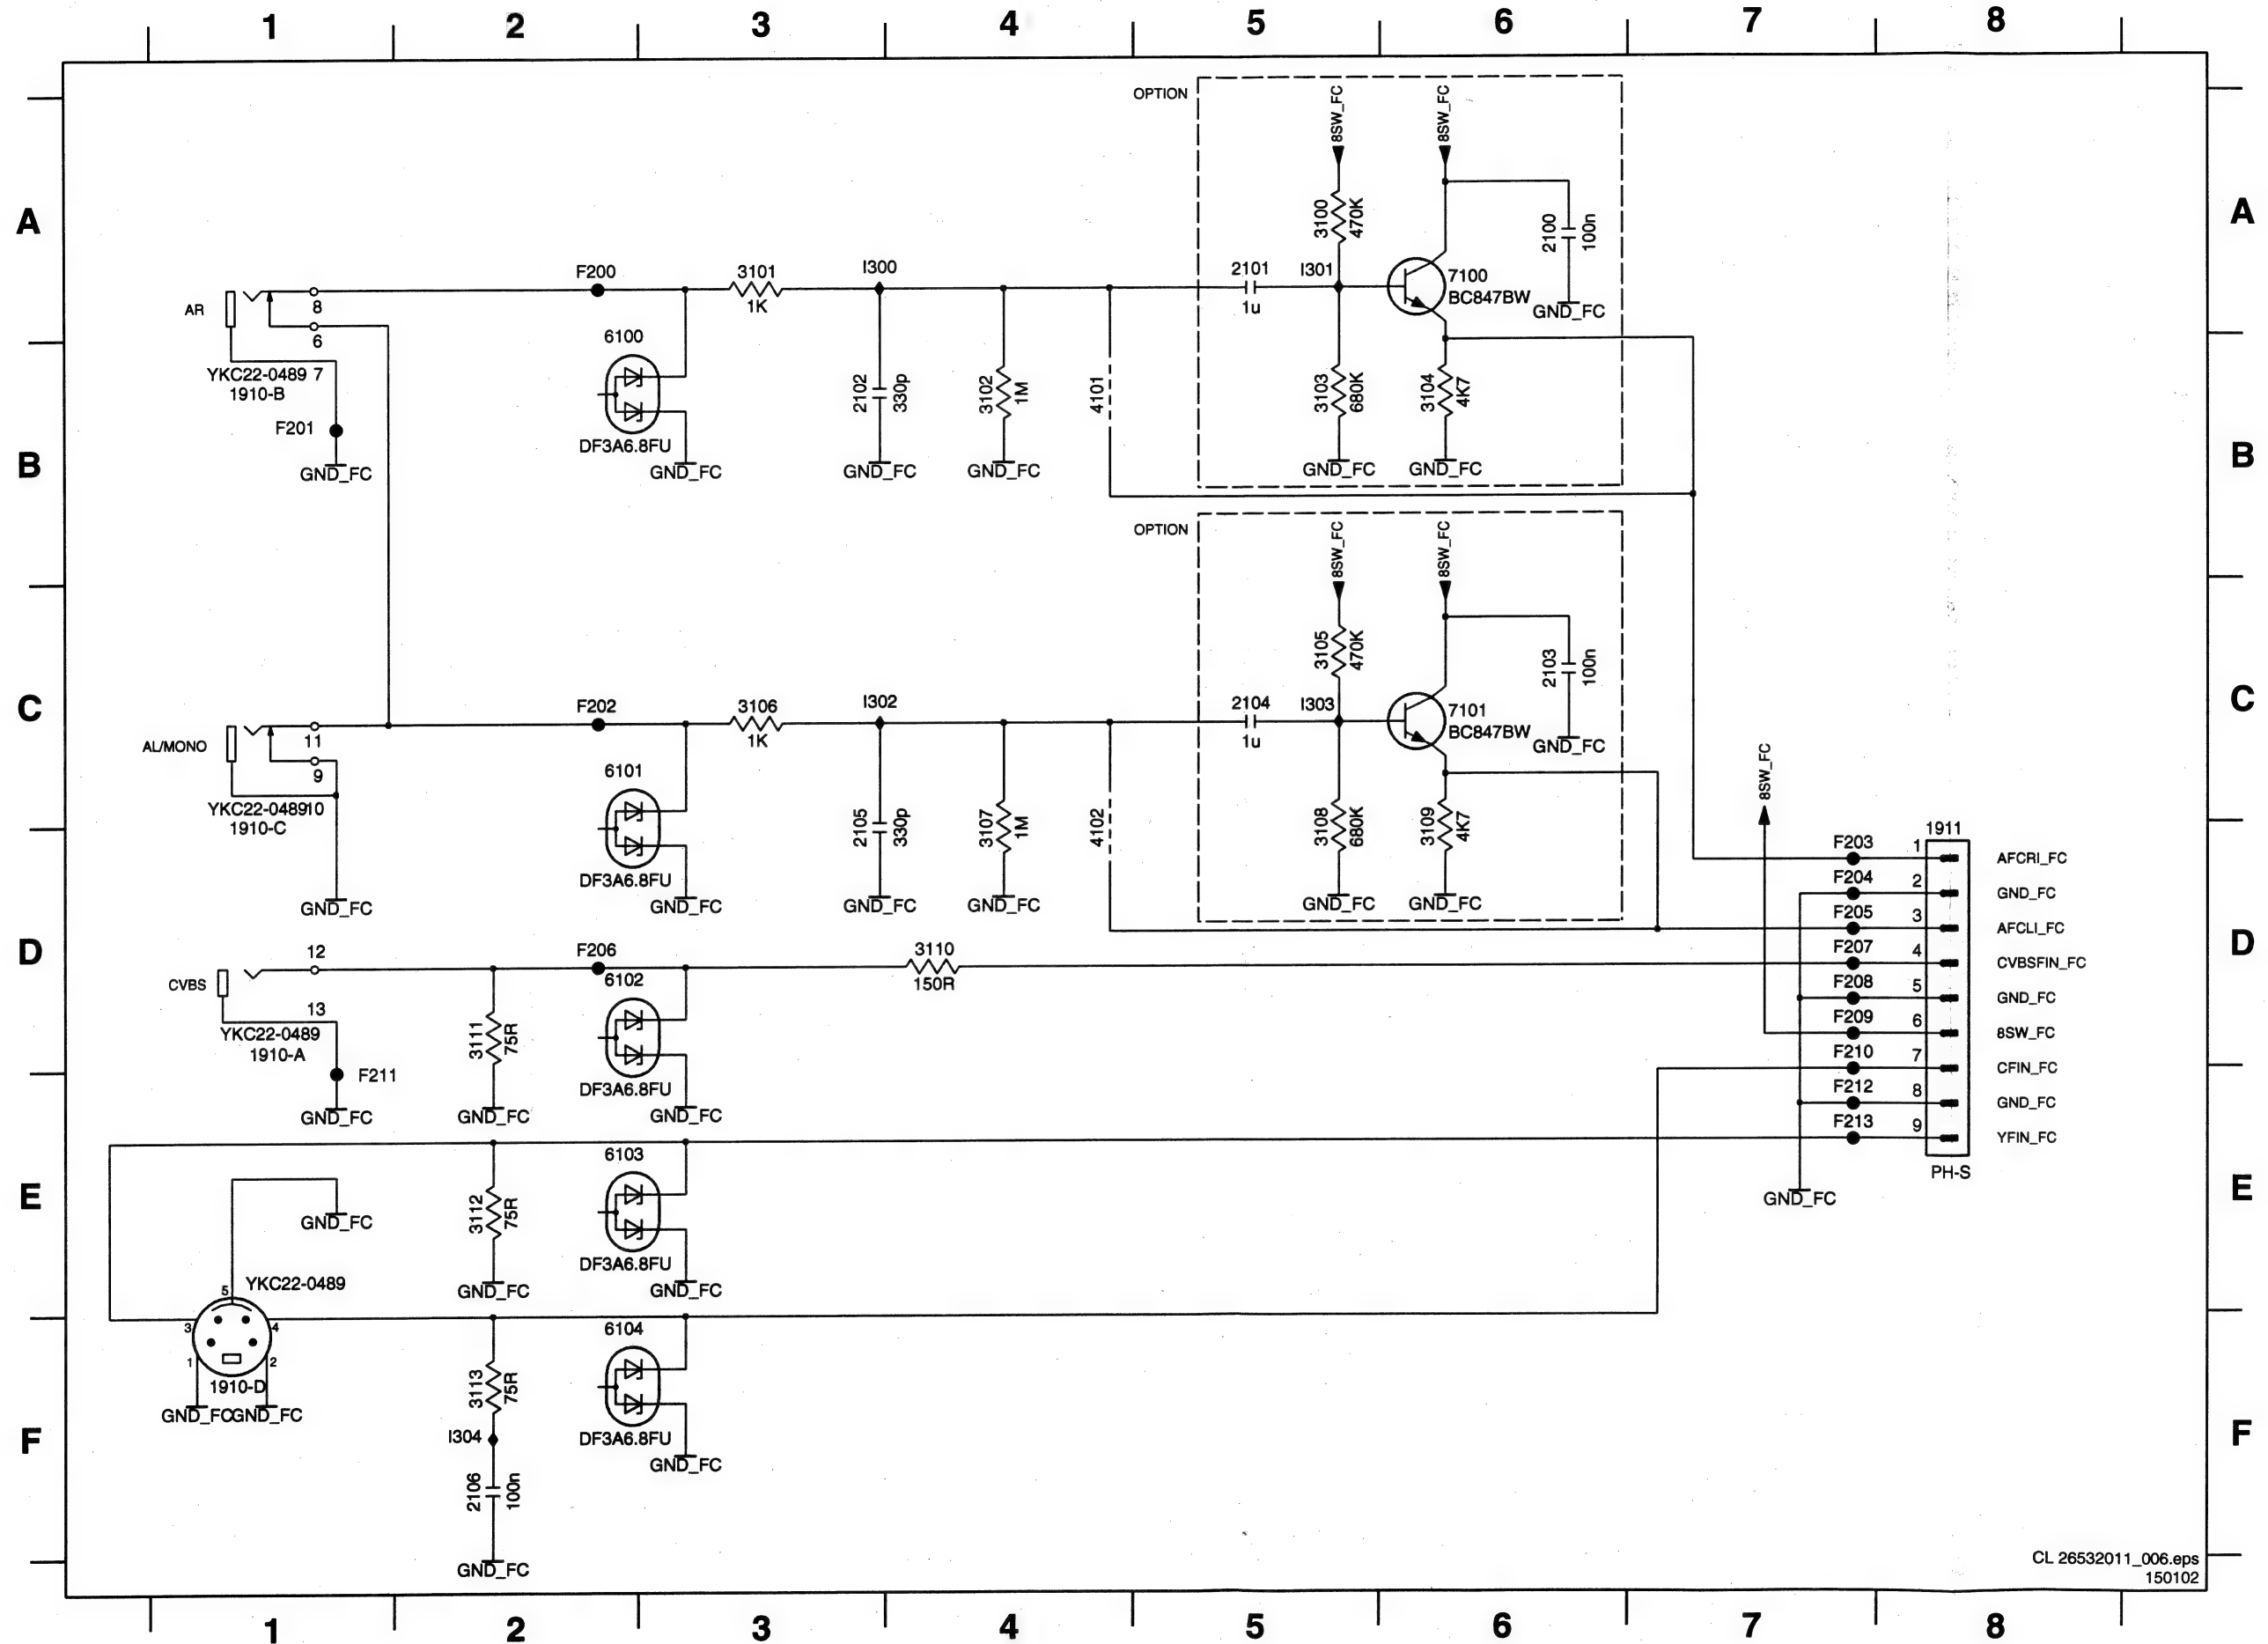 1 2 3 4 5 6 7 8
OPTION
8SW_FC 8SW_FC
A A
3100 470K
2100 100n
F200 3101 I300 2101 I301 7100
AR 8 1K 1u BC847BW
GND_FC
6 6100
YKC22-0489 7
1910-B
2102 330p
3102 1M
4101
3103 680K
3104 4K7
F201 DF3A6.8FU
B B
GND_FC GND_FC GND_FC GND_FC GND_FC GND_FC
OPTION
8SW_FC 8SW_FC
3105 470K
2103 100n
C C
F202 3106 I302 2104 I303 7101
AL/MONO 11 1K 1u BC847BW
GND_FC
9 6101
8SW_FC
YKC22-048910
1910-C
2105 330p
3107 1M
4102
3108 680K
3109 4K7
1911
F203 1 AFCRI_FC
DF3A6.8FU F204 2 GND_FC
GND_FC GND_FC GND_FC GND_FC GND_FC GND_FC
F205 3 AFCLI_FC
D D
12 F206 3110 F207 4 CVBSFIN_FC
CVBS 6102 150R F208 5 GND_FC
13
YKC22-0489
1910-A
3111 75R
F209 6 8SW_FC
F210 7 CFIN_FC
F211 DF3A6.8FU F212 8 GND_FC
GND_FC GND_FC GND_FC
F213 9 YFIN_FC
6103 PH-S
E E
GND_FC
3112 75R
GND_FC
DF3A6.8FU
YKC22-0489 GND_FC GND_FC
5
3 4 6104
1 2
1910-D
3113 75R
GND_FC GND_FC
F F
I304 DF3A6.8FU
GND_FC
2106 100n
GND_FC
CL 26532011_006.eps
150102
1 2 3 4 5 6 7 8